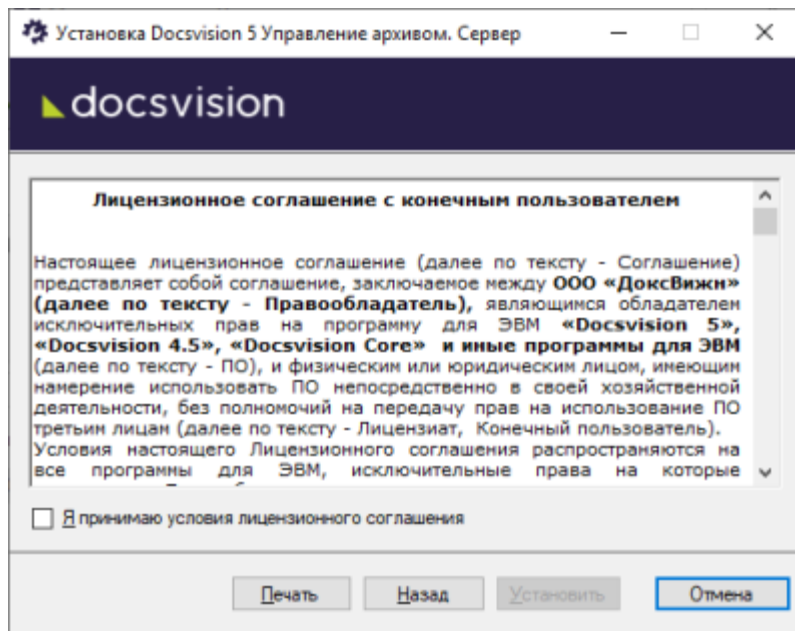 Установка Docsvision 5 Управление архивом. Сервер
docsvision
Лицензионное соглашение с конечным пользователем
Настоящее лицензионное соглашение (далее по тексту - Соглашение)
представляет собой соглашение, заключаемое между ООО «ДоксВижн»
(далее по тексту - Правообладатель), являющимся обладателем
исключительных прав на программу для ЭВМ «Docsvision 5»,
«Docsvision 4.5», «Docsvision Core» и иные программы для ЭВМ
(далее по тексту - ПО), и физическим или юридическим лицом, имеющим
намерение использовать ПО непосредственно в своей хозяйственной
деятельности, без полномочий на передачу прав на использование ПО
третьим лицам (далее по тексту - Лицензиат, Конечный пользователь).
Условия настоящего Лицензионного соглашения распространяются на
все программы для ЭВМ, исключительные права на которые
Я принимаю условия лицензионного соглашения
Печать Назад Установить Отмена